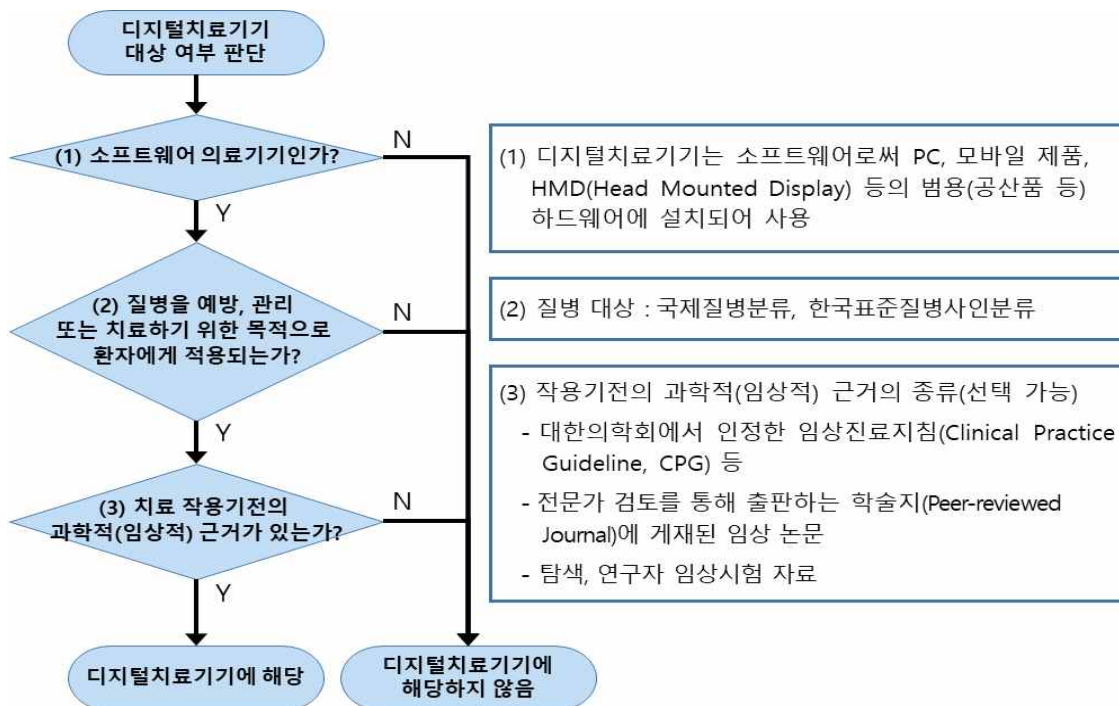 디지털치료기기
대상 여부 판단
(1) 소프트웨어 의료기기인가?
N
Y
(2) 질병을 예방, 관리
또는 치료하기 위한 목적으로
환자에게 적용되는가?
N
Y
(3) 치료 작용기전의
과학적(임상적) 근거가 있는가?
N
Y
디지털치료기기에 해당
디지털치료기기에
해당하지 않음
(1) 디지털치료기기는 소프트웨어로써 PC, 모바일 제품,
HMD(Head Mounted Display) 등의 범용(공산품 등)
하드웨어에 설치되어 사용
(2) 질병 대상 : 국제질병분류, 한국표준질병사인분류
(3) 작용기전의 과학적(임상적) 근거의 종류(선택 가능)
- 대한의학회에서 인정한 임상진료지침(Clinical Practice
Guideline, CPG) 등
- 전문가 검토를 통해 출판하는 학술지(Peer-reviewed
Journal)에 게재된 임상 논문
- 탐색, 연구자 임상시험 자료